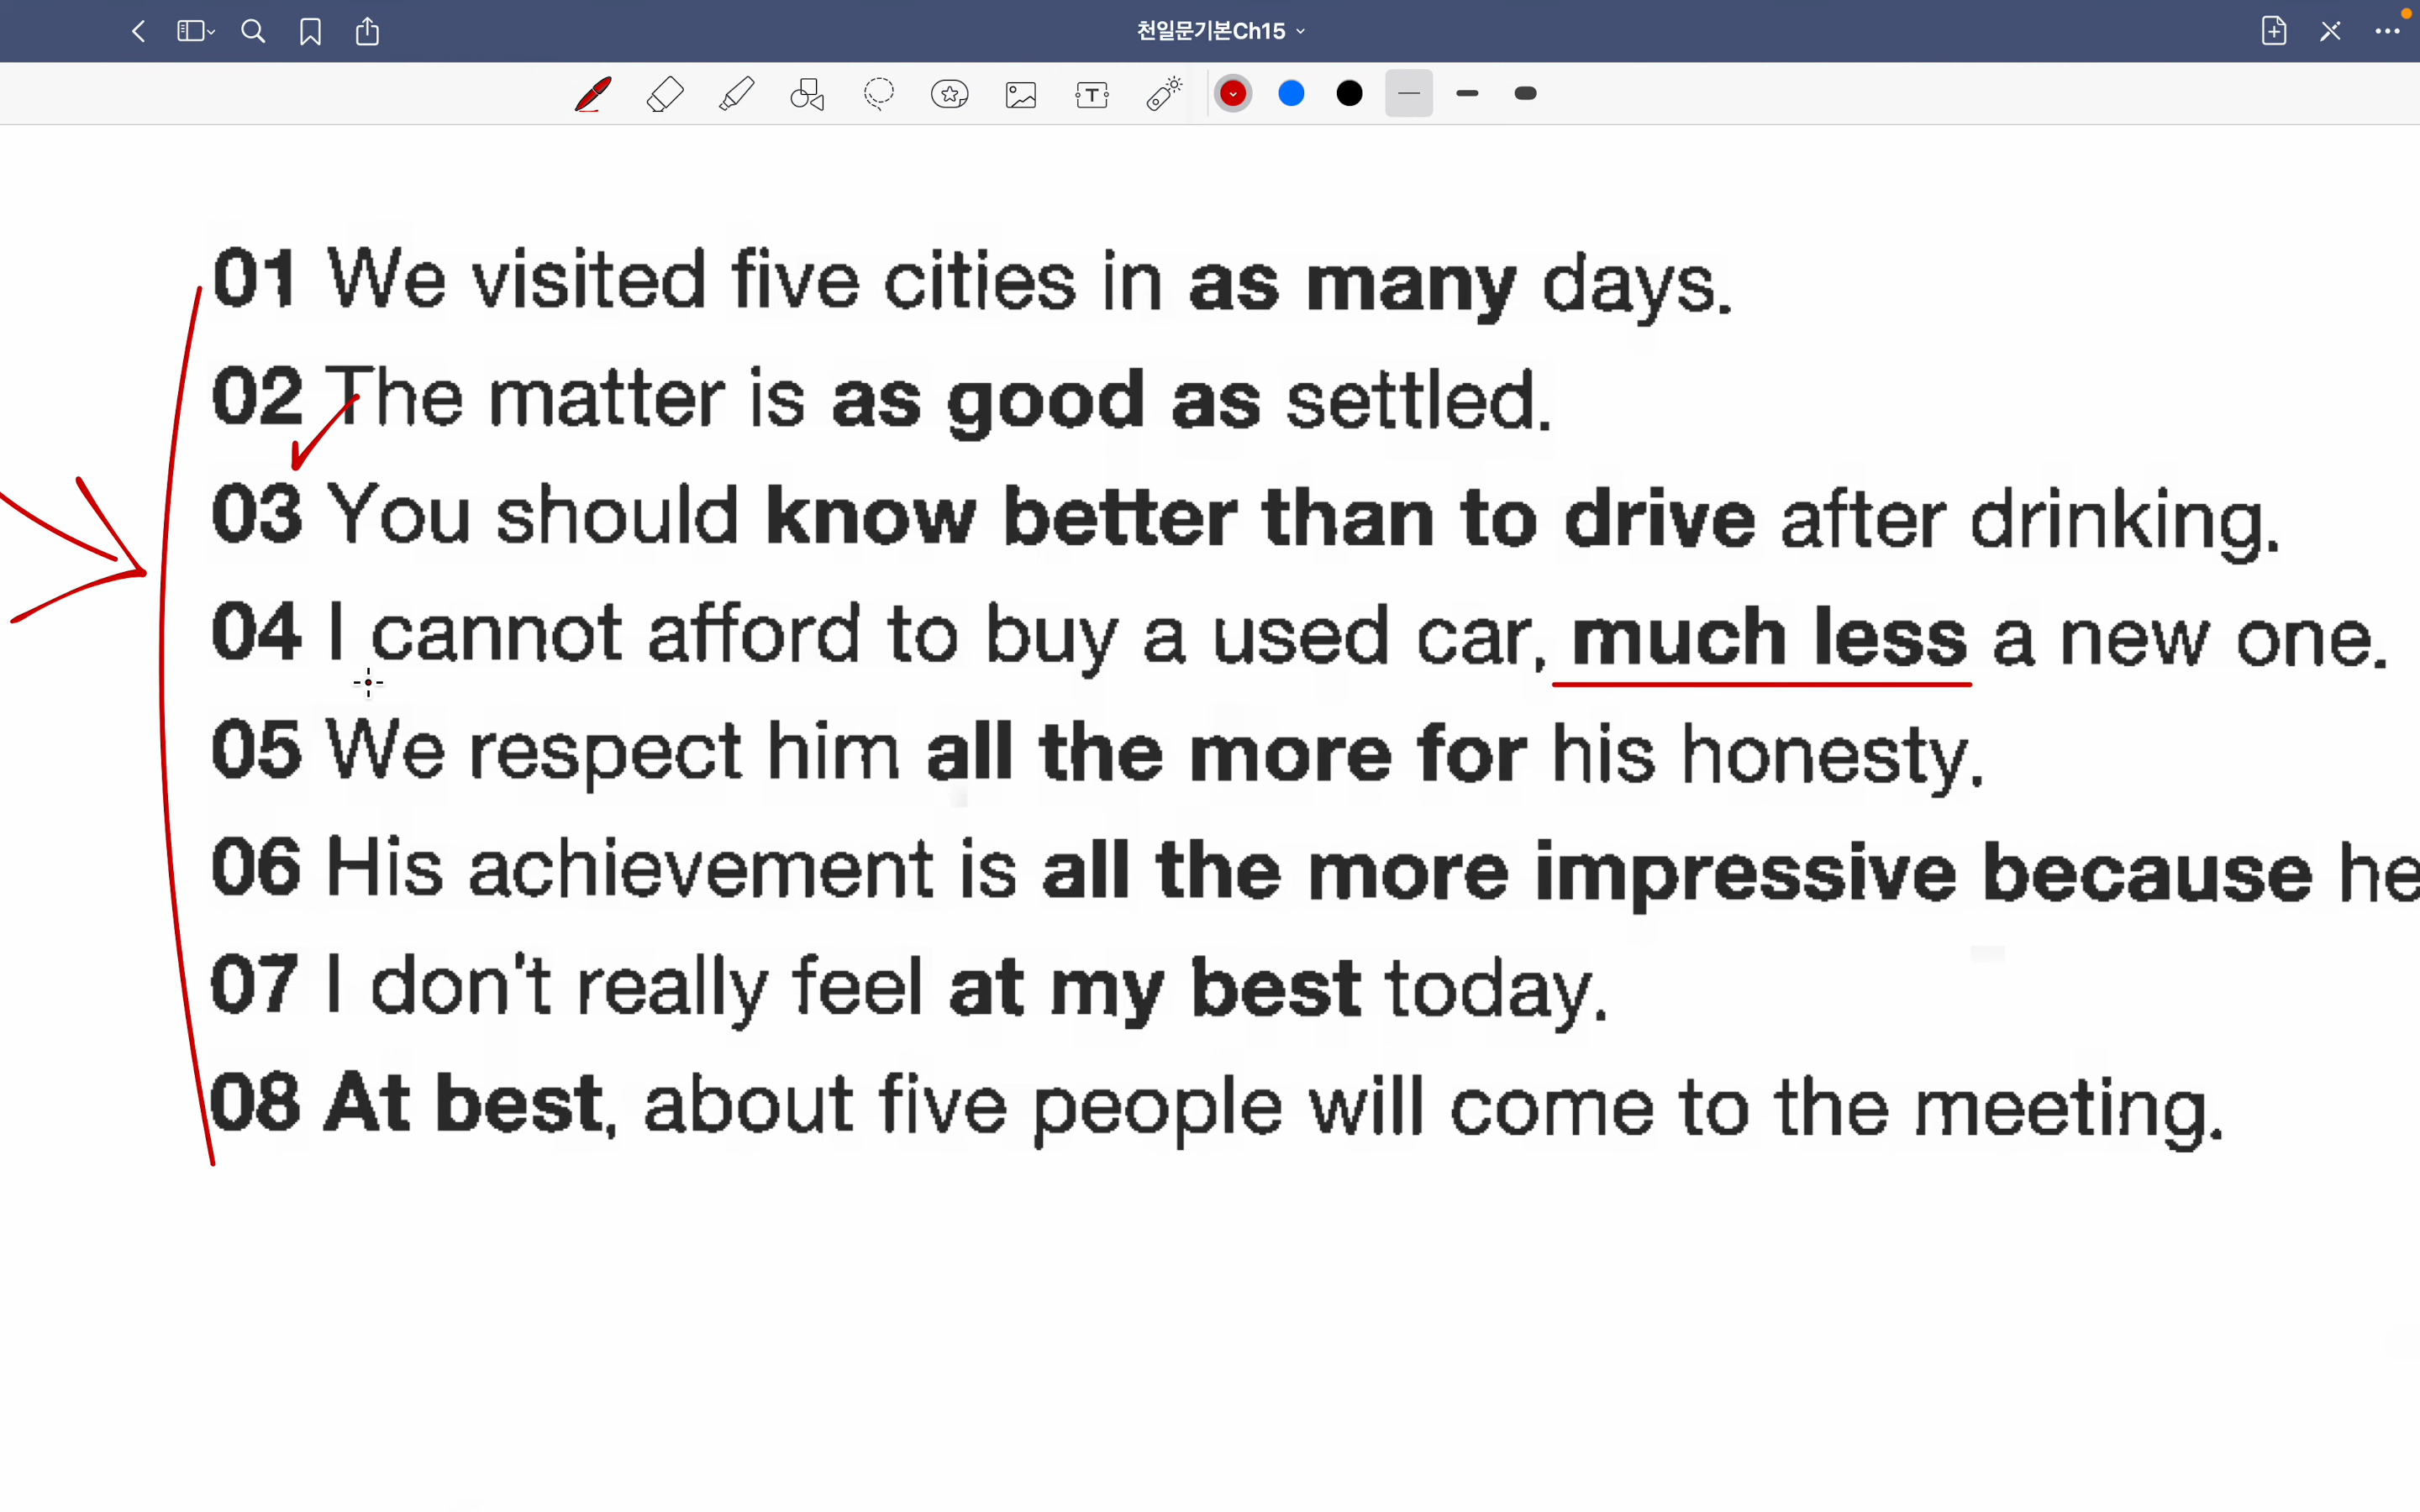 천일문기본Ch15
01 We visited five cities in as many days.
02 The matter is as good as settled.
03 You should know better than to drive after drinking.
04 I cannot afford to buy a used car, much less a new one.
05 We respect him all the more for his honesty.
06 His achievement is all the more impressive because he
07 I don't really feel at my best today.
08 At best, about five people will come to the meeting.